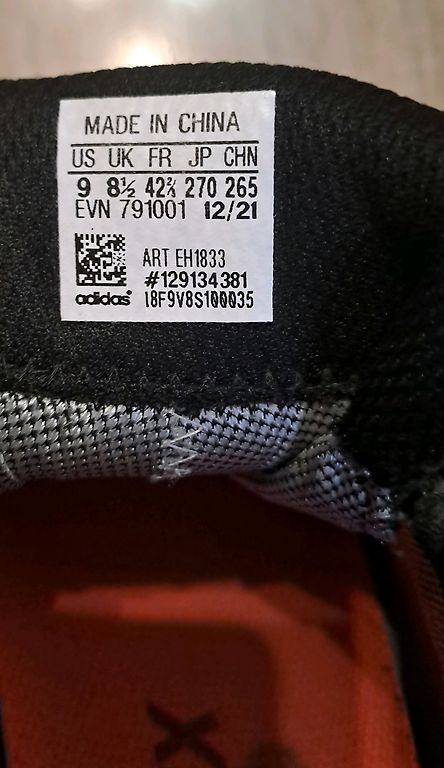 MADE IN CHINA
US UK FR JP CHN
9 8½ 42⅔ 270 265
EVN 791001 12/21
ART EH1833
#129134381
adidas I8F9V8S100035
X